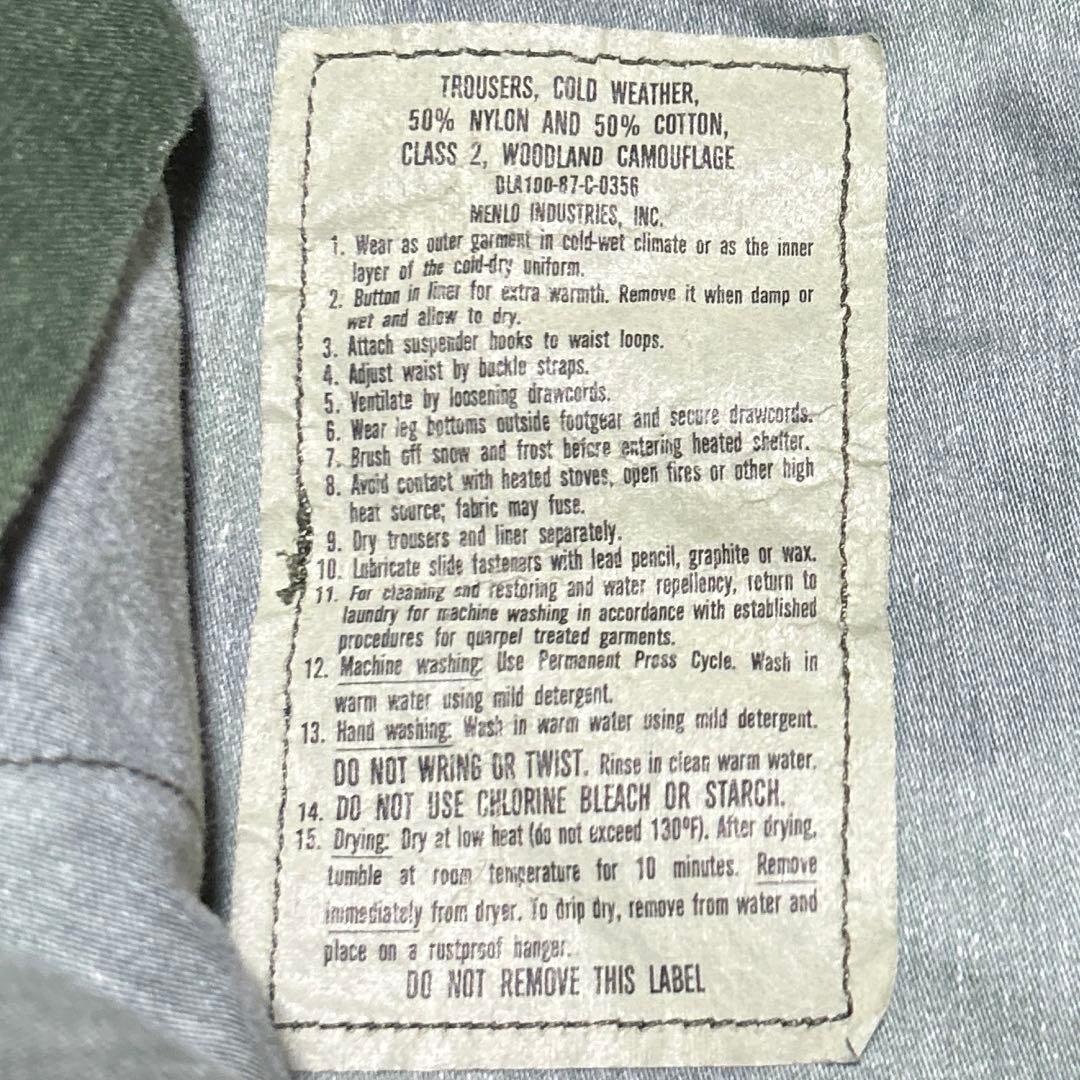 TROUSERS, COLD WEATHER,
50% NYLON AND 50% COTTON,
CLASS 2, WOODLAND CAMOUFLAGE
DLA100-87-C-0356
MENLO INDUSTRIES, INC.
1. Wear as outer garment in cold-wet climate or as the inner
layer of the cold-dry uniform.
2. Button in liner for extra warmth. Remove it when damp or
wet and allow to dry.
3. Attach suspender hooks to waist loops.
4. Adjust waist by buckle straps.
5. Ventilate by loosening drawcords.
6. Wear leg bottoms outside footgear and secure drawcords.
7. Brush off snow and frost before entering heated shelter.
8. Avoid contact with heated stoves, open fires or other high
heat source; fabric may fuse.
9. Dry trousers and liner separately.
10. Lubricate slide fasteners with lead pencil, graphite or wax.
11. For cleaning and restoring and water repellency, return to
laundry for machine washing in accordance with established
procedures for quarpel treated garments.
12. Machine washing: Use Permanent Press Cycle. Wash in
warm water using mild detergent.
13. Hand washing: Wash in warm water using mild detergent.
DO NOT WRING OR TWIST. Rinse in clean warm water.
14. DO NOT USE CHLORINE BLEACH OR STARCH.
15. Drying: Dry at low heat (do not exceed 130ºF). After drying,
tumble at room temperature for 10 minutes. Remove
immediately from dryer. To drip dry, remove from water and
place on a rustproof hanger.
DO NOT REMOVE THIS LABEL